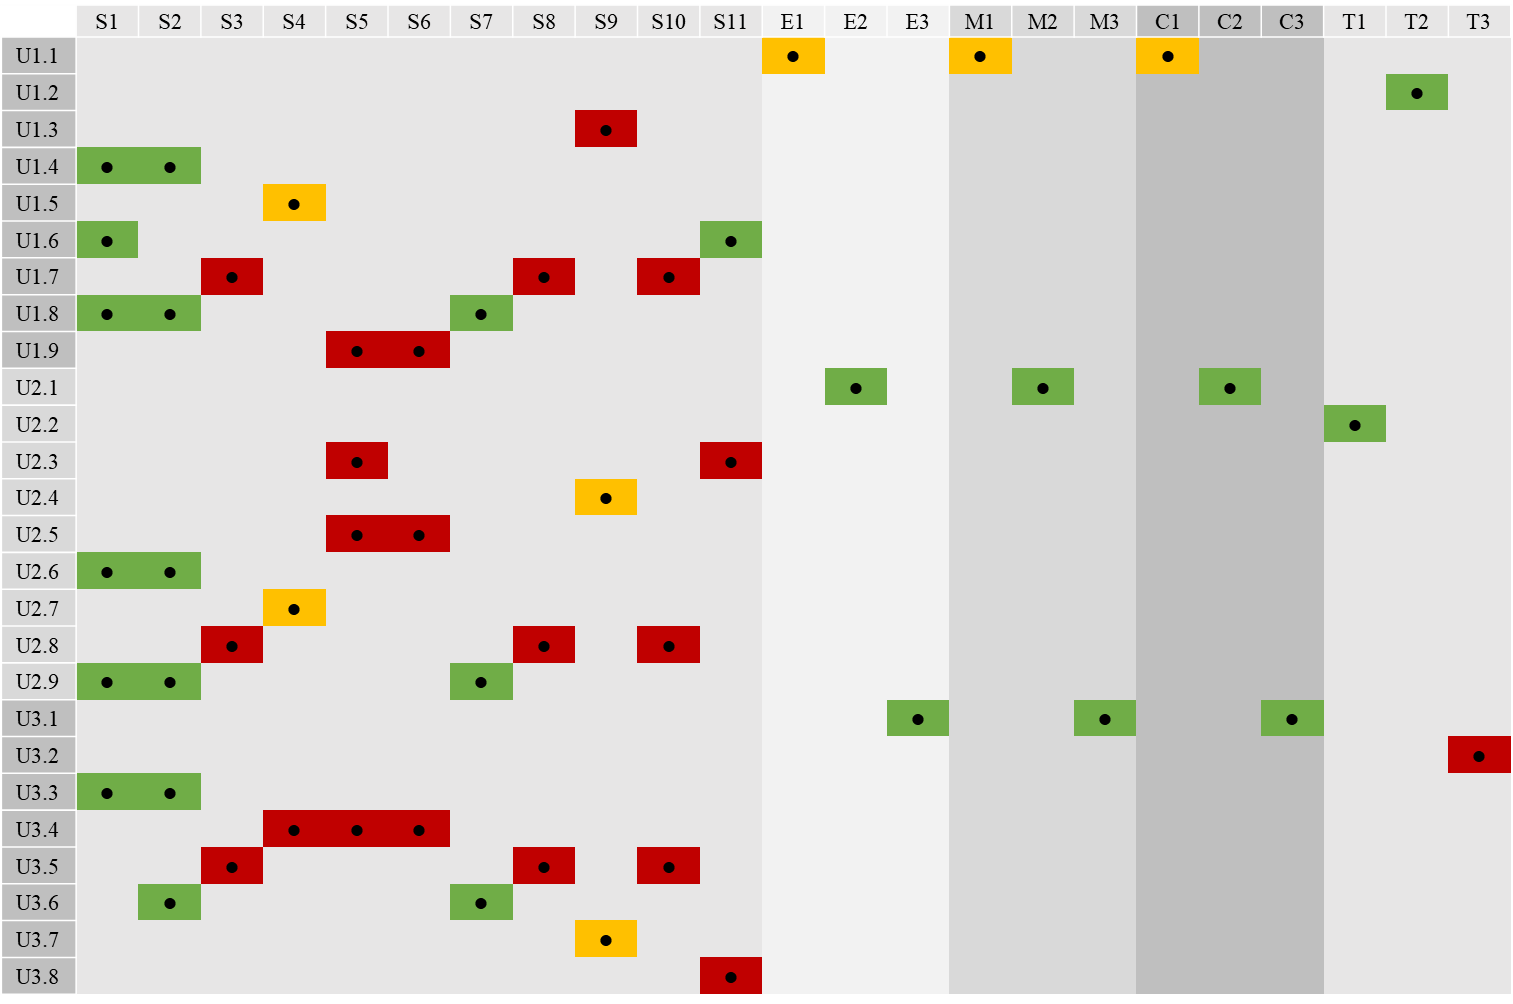 S1 S2 S3 S4 S5 S6 S7 S8 S9 S10 S11 E1 E2 E3 M1 M2 M3 C1 C2 C3 T1 T2 T3
U1.1
U1.2
U1.3
U1.4
U1.5
U1.6
U1.7
U1.8
U1.9
U2.1
U2.2
U2.3
U2.4
U2.5
U2.6
U2.7
U2.8
U2.9
U3.1
U3.2
U3.3
U3.4
U3.5
U3.6
U3.7
U3.8